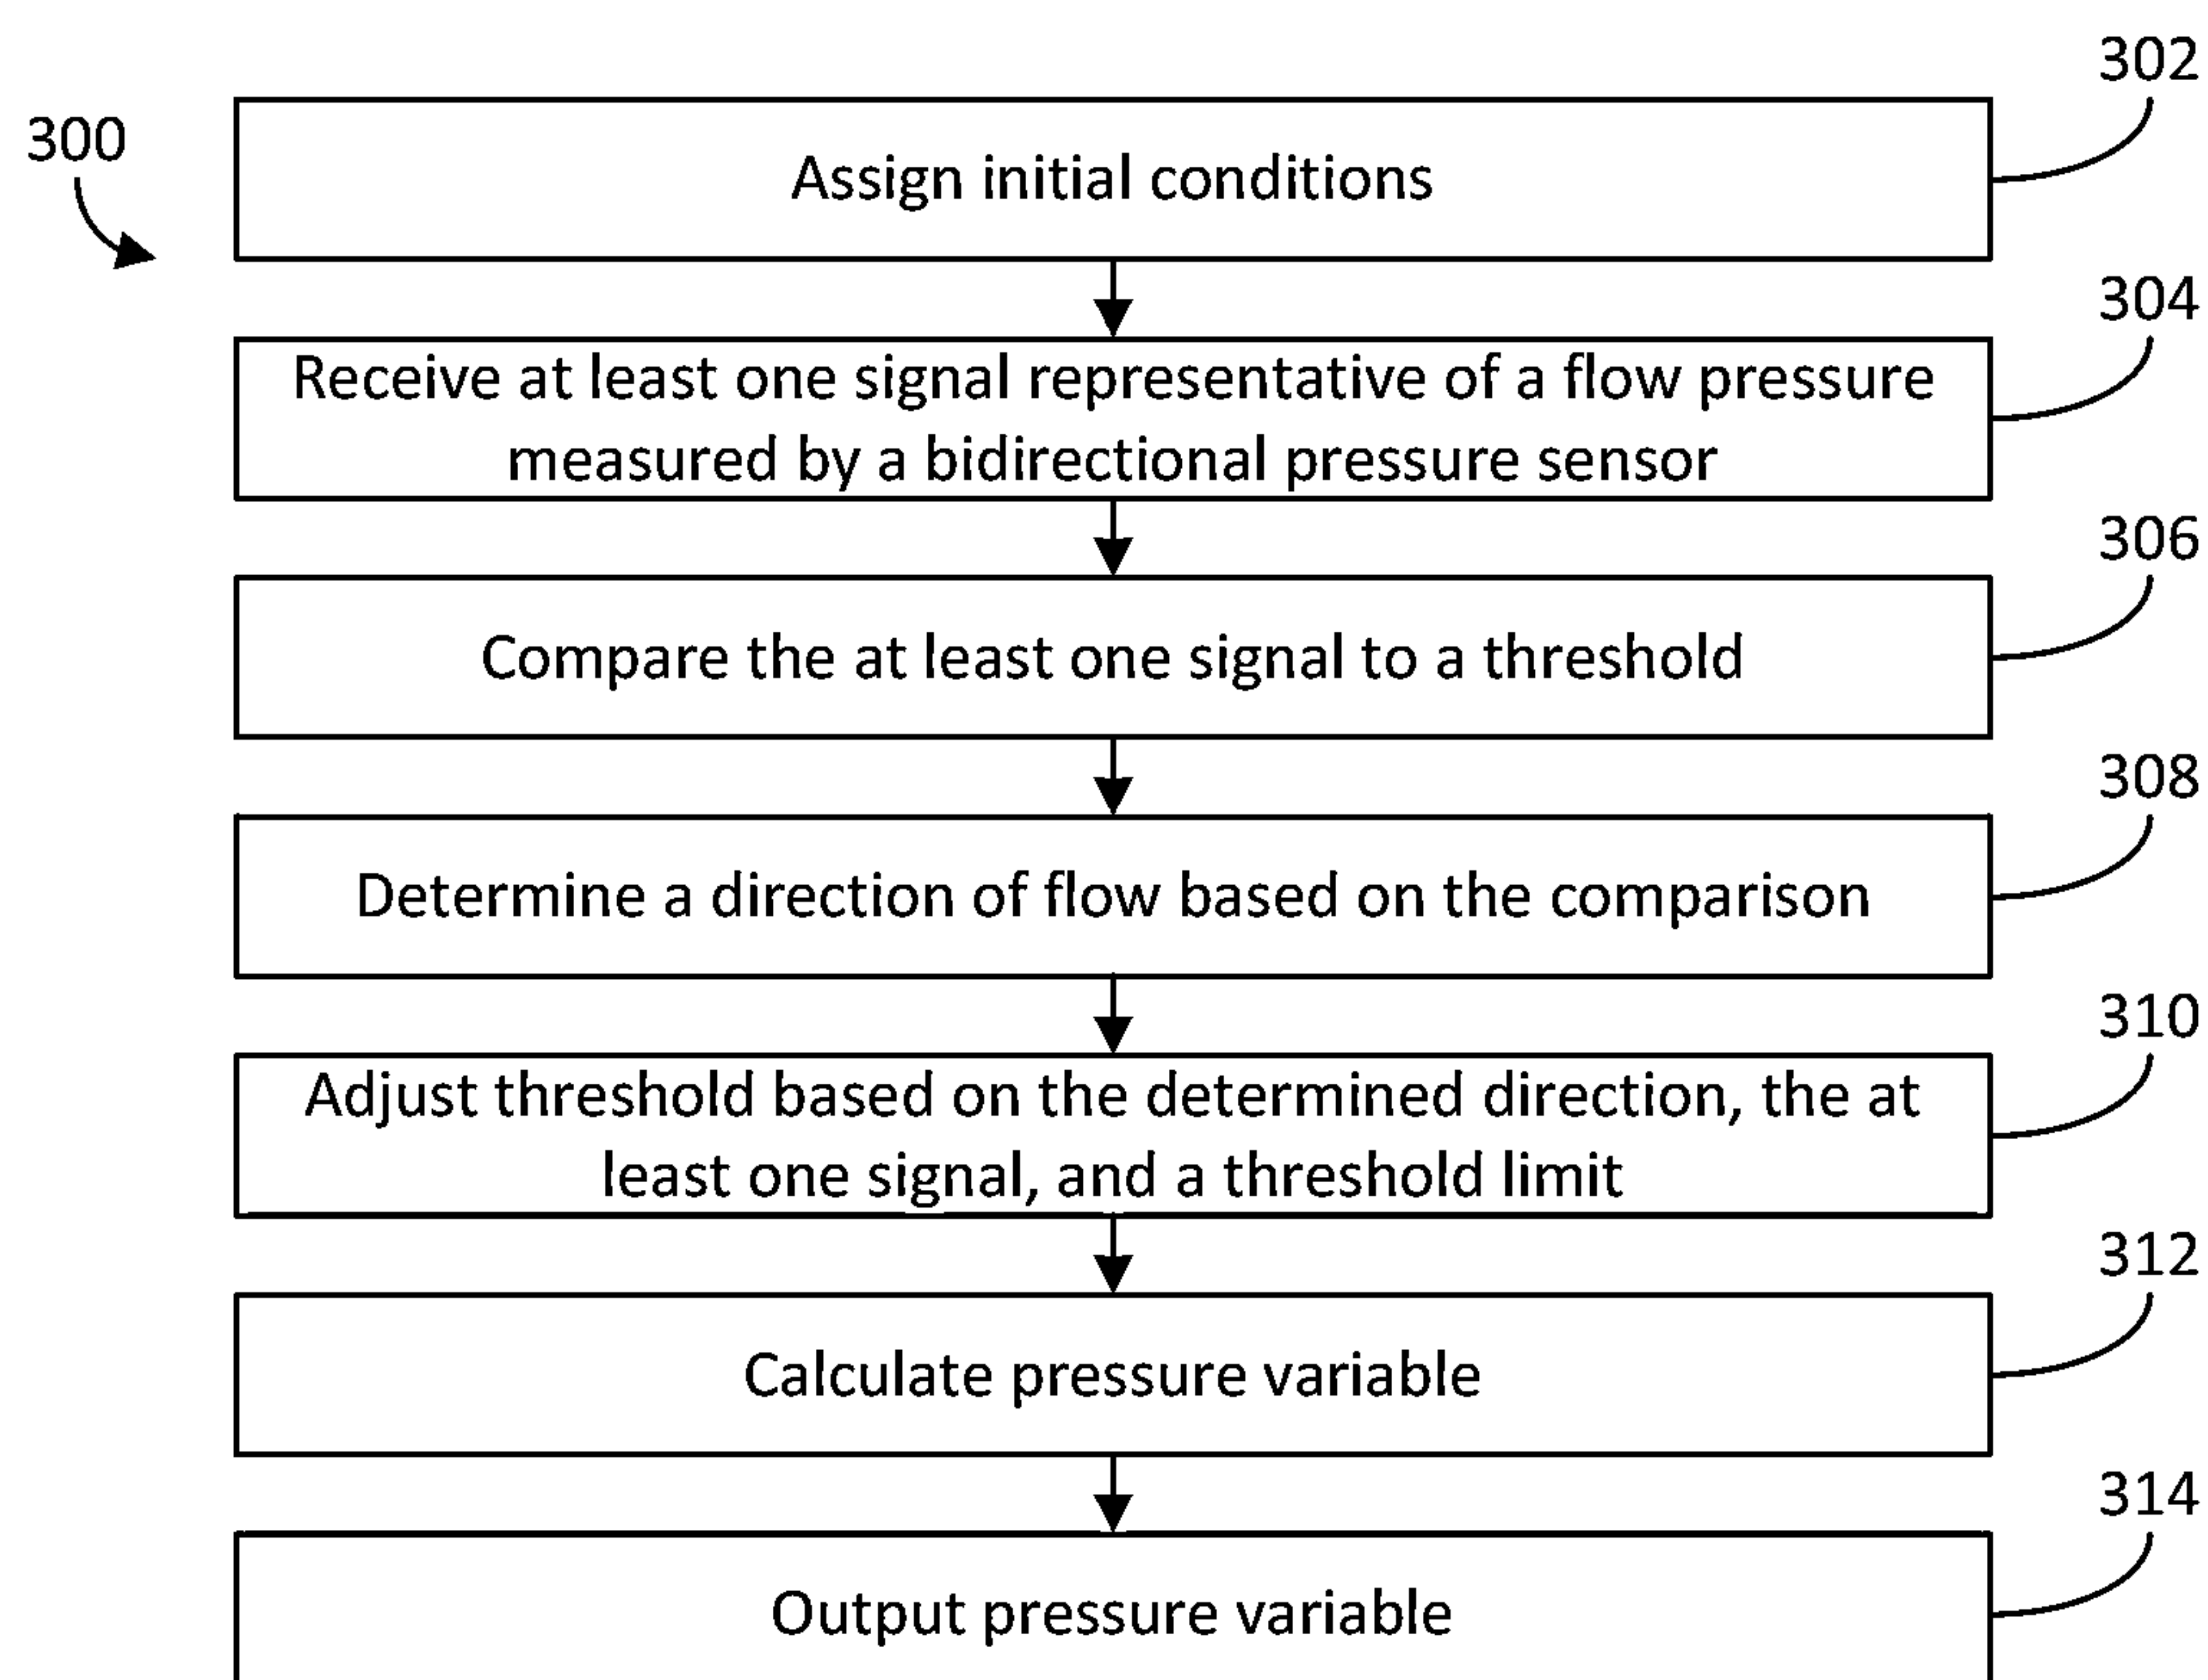 302
300
Assign initial conditions
304
Receive at least one signal representative of a flow pressure
measured by a bidirectional pressure sensor
306
Compare the at least one signal to a threshold
308
Determine a direction of flow based on the comparison
310
Adjust threshold based on the determined direction, the at
least one signal, and a threshold limit
312
Calculate pressure variable
314
Output pressure variable